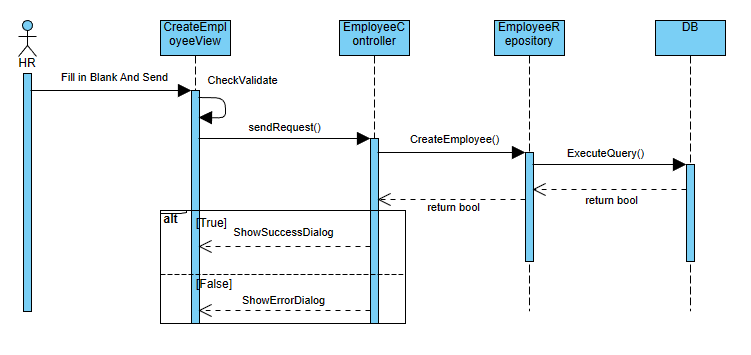 CreateEmpl
oyeeView
EmployeeC
ontroller
EmployeeR
epository
DB
HR
Fill in Blank And Send
CheckValidate
sendRequest()
CreateEmployee()
ExecuteQuery()
return bool
return bool
alt
[True]
ShowSuccessDialog
[False]
ShowErrorDialog